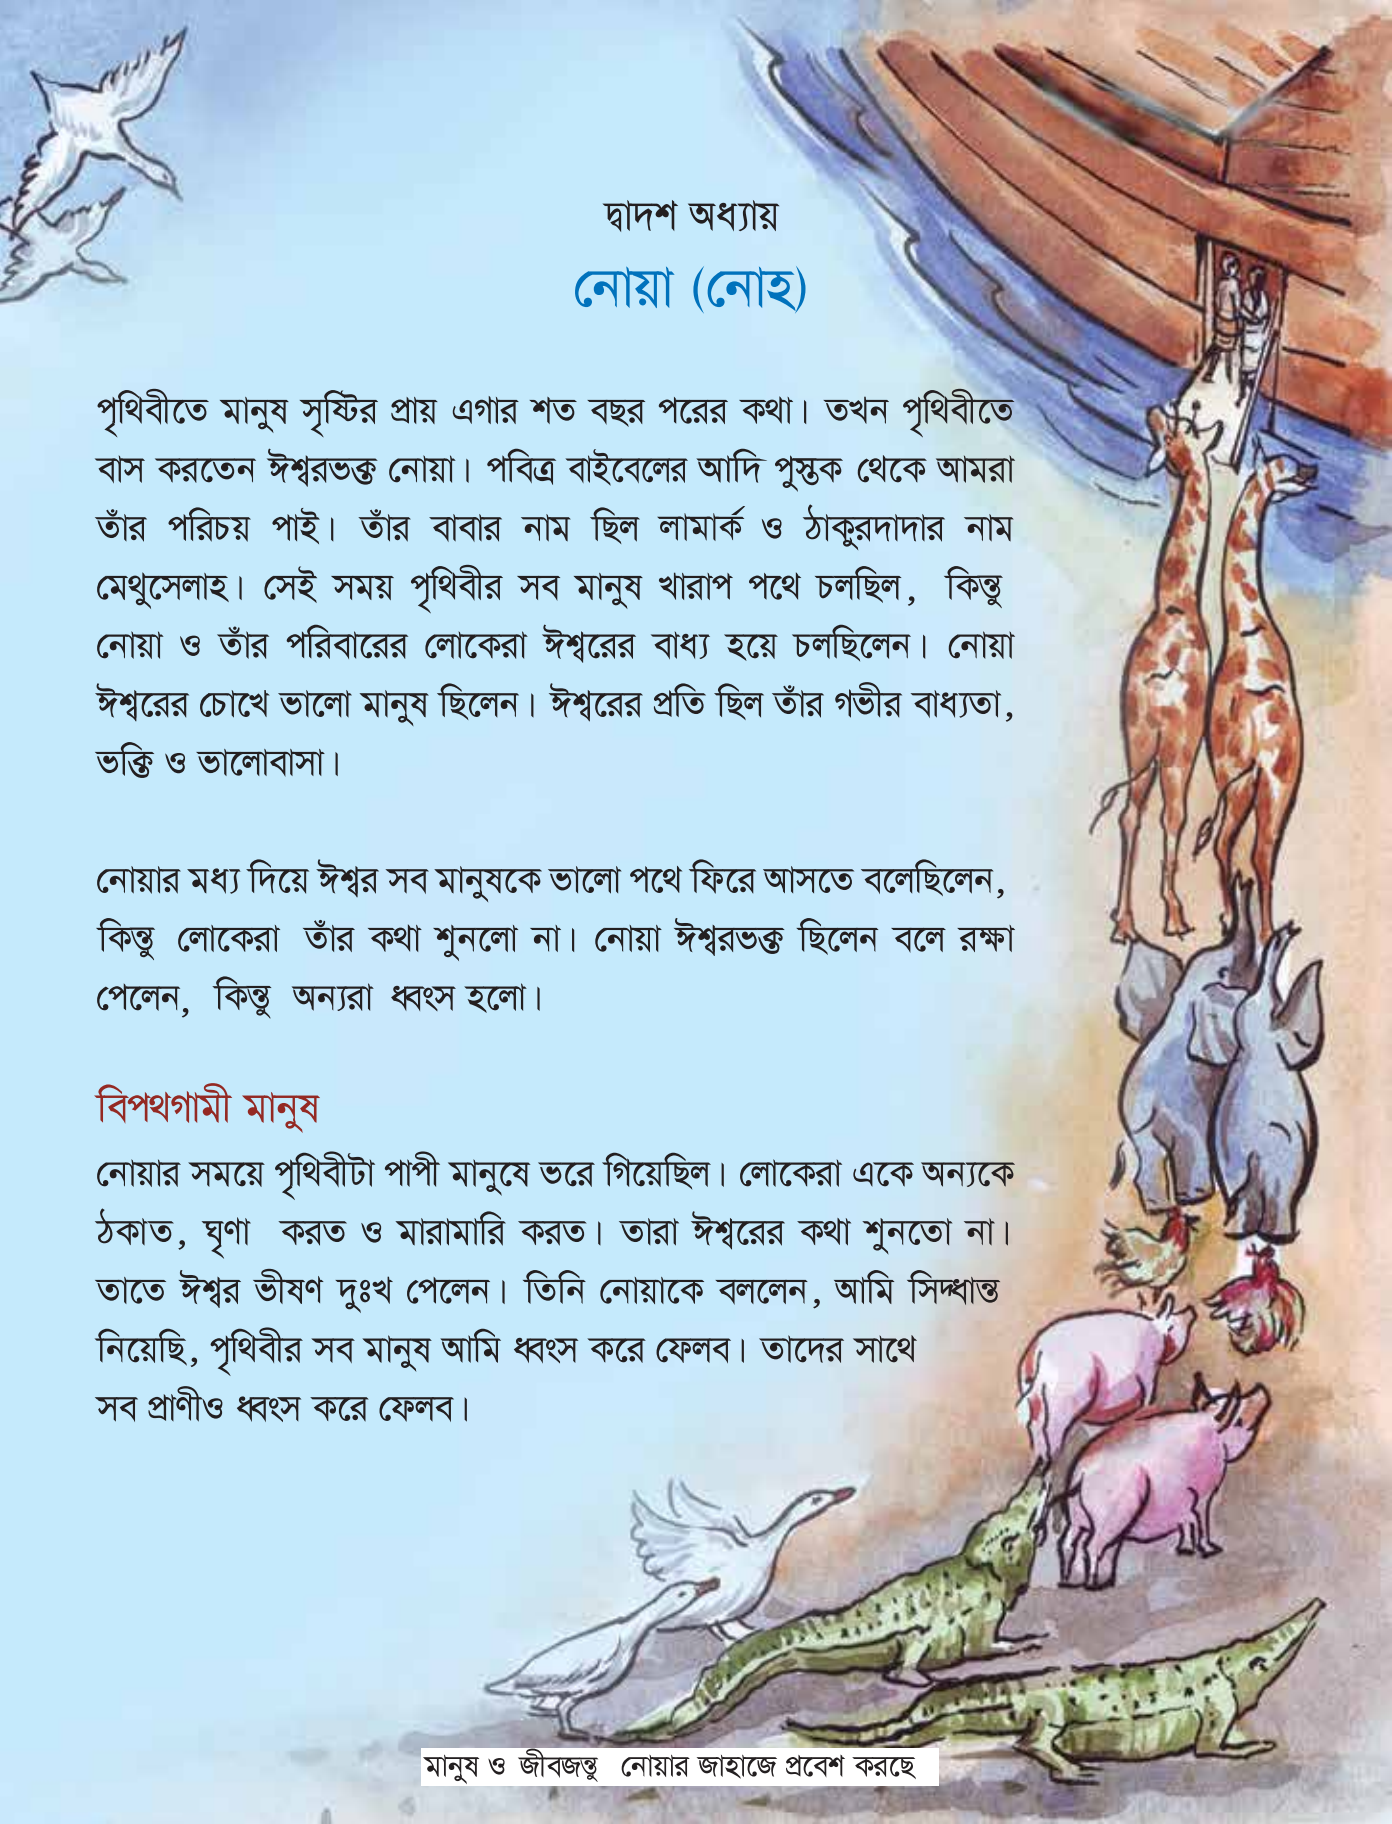 দ্বাদশ অধ্যায়
নোয়া (নোহ)
পৃথিবীতে মানুষ সৃষ্টির প্রায় এগার শত বছর পরের কথা। তখন পৃথিবীতে
বাস করতেন ঈশ্বরভক্ত নোয়া। পবিত্র বাইবেলের আদি পুস্তক থেকে আমরা
তাঁর পরিচয় পাই। তাঁর বাবার নাম ছিল লামার্ক ও ঠাকুরদাদার নাম
মেথুসেলাহ। সেই সময় পৃথিবীর সব মানুষ খারাপ পথে চলছিল, কিন্তু
নোয়া ও তাঁর পরিবারের লোকেরা ঈশ্বরের বাধ্য হয়ে চলছিলেন। নোয়া
ঈশ্বরের চোখে ভালো মানুষ ছিলেন। ঈশ্বরের প্রতি ছিল তাঁর গভীর বাধ্যতা,
ভক্তি ও ভালোবাসা।
নোয়ার মধ্য দিয়ে ঈশ্বর সব মানুষকে ভালো পথে ফিরে আসতে বলেছিলেন,
কিন্তু লোকেরা তাঁর কথা শুনলো না। নোয়া ঈশ্বরভক্ত ছিলেন বলে রক্ষা
পেলেন, কিন্তু অন্যরা ধ্বংস হলো।
বিপথগামী মানুষ
নোয়ার সময়ে পৃথিবীটা পাপী মানুষে ভরে গিয়েছিল। লোকেরা একে অন্যকে
ঠকাত, ঘৃণা করত ও মারামারি করত। তারা ঈশ্বরের কথা শুনতো না।
তাতে ঈশ্বর ভীষণ দুঃখ পেলেন। তিনি নোয়াকে বললেন, আমি সিদ্ধান্ত
নিয়েছি, পৃথিবীর সব মানুষ আমি ধ্বংস করে ফেলব। তাদের সাথে
সব প্রাণীও ধ্বংস করে ফেলব।
মানুষ ও জীবজন্তু নোয়ার জাহাজে প্রবেশ করছে